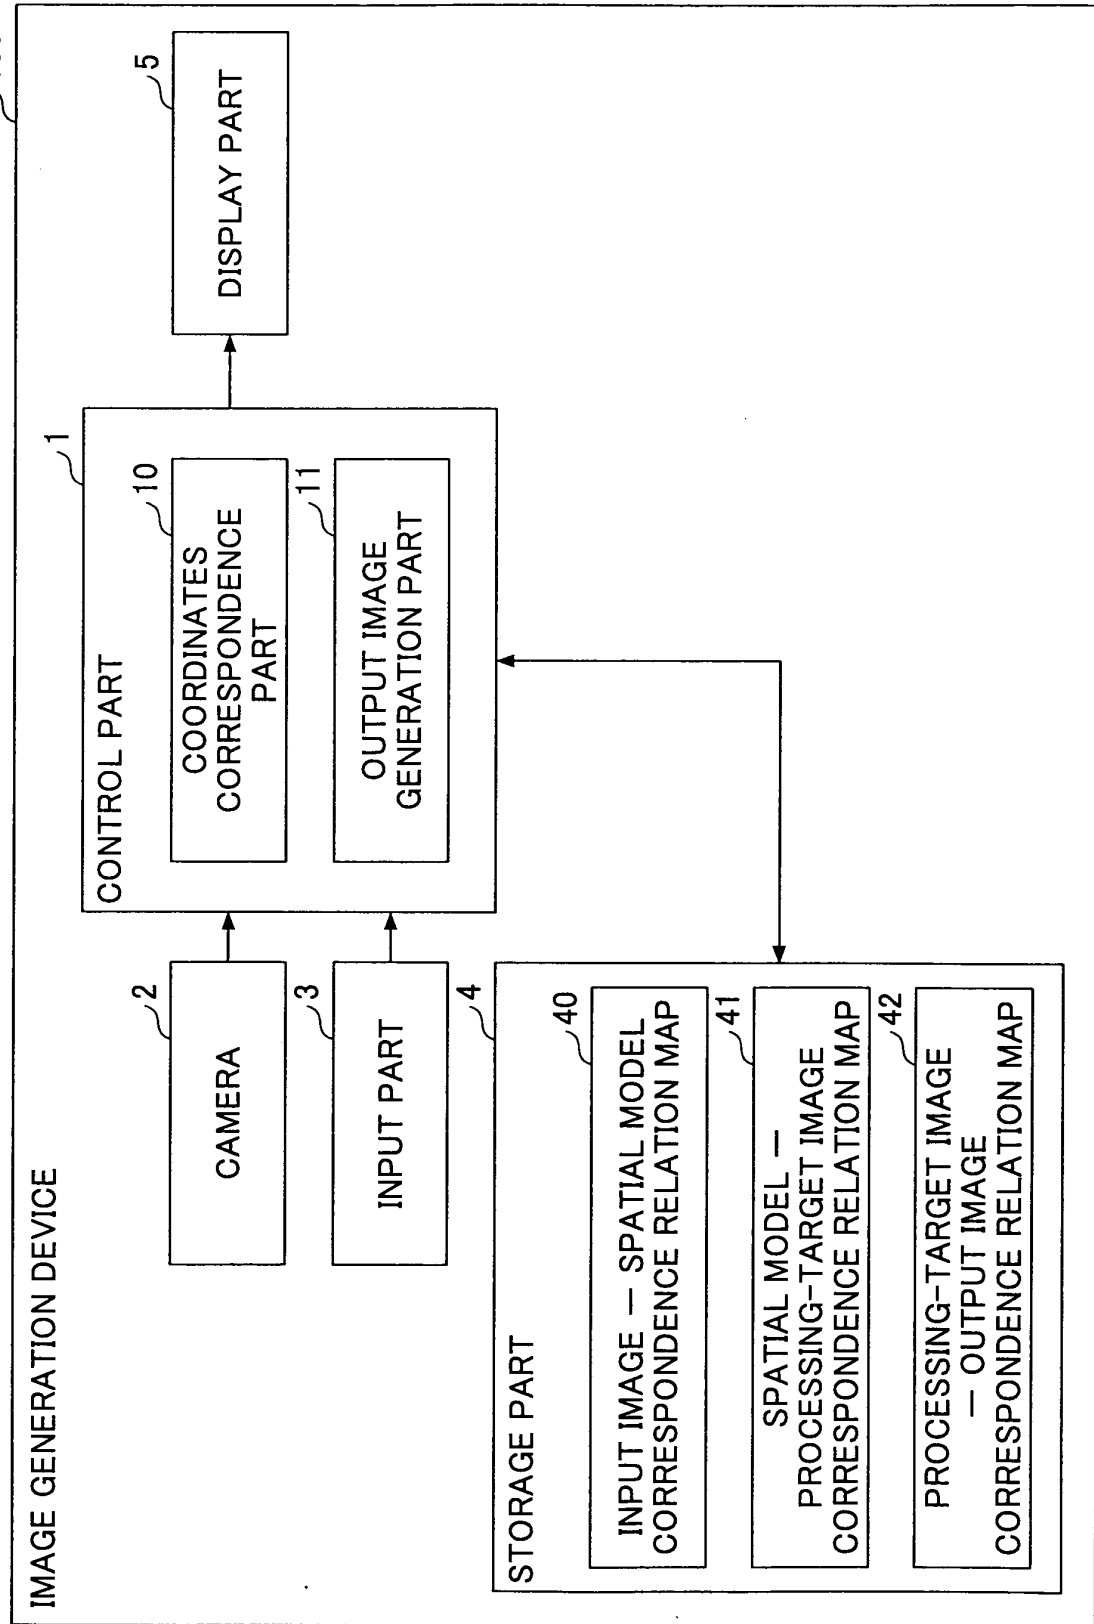 IMAGE GENERATION DEVICE
2
CAMERA
3
INPUT PART
1
CONTROL PART
10
COORDINATES
CORRESPONDENCE
PART
11
OUTPUT IMAGE
GENERATION PART
5
DISPLAY PART
4
STORAGE PART
40
INPUT IMAGE — SPATIAL MODEL
CORRESPONDENCE RELATION MAP
41
SPATIAL MODEL —
PROCESSING-TARGET IMAGE
CORRESPONDENCE RELATION MAP
42
PROCESSING-TARGET IMAGE
— OUTPUT IMAGE
CORRESPONDENCE RELATION MAP